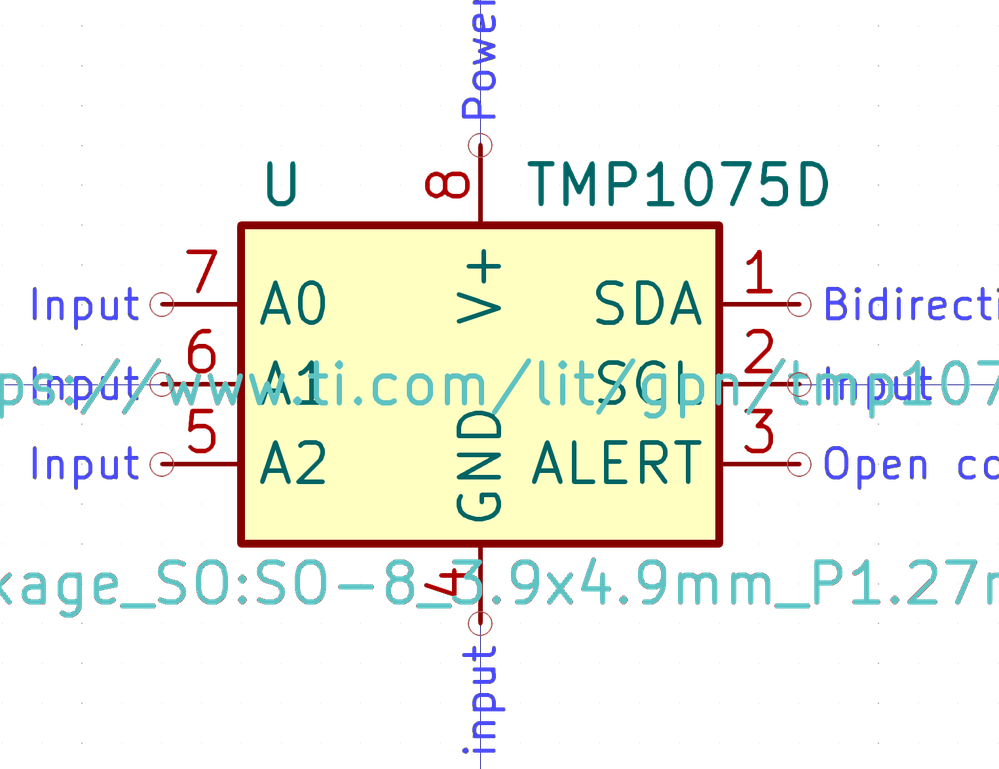 Power
U
8
TMP1075D
7
V+
1
Input
A0
SDA
Bidirecti
6
2
Input
A1
SCL
Input
ps://www.ti.com/lit/gpn/tmp107
5
GND
3
Input
A2
ALERT
Open co
kage_SO:SO-8_3.9x4.9mm_P1.27m
4
input